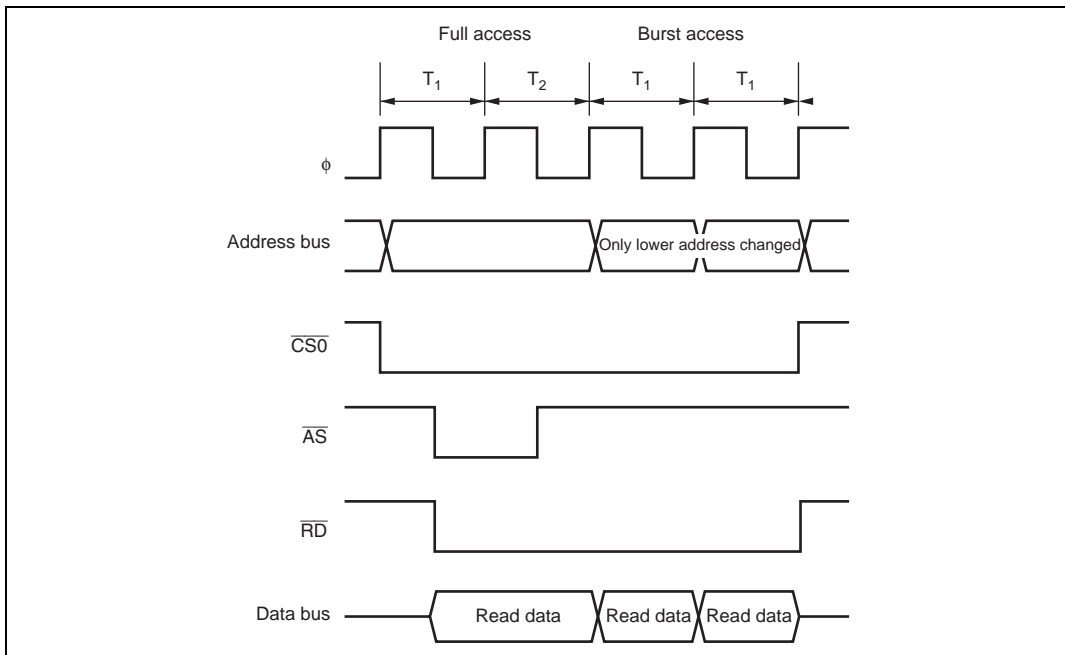 Full access Burst access
T1 T2 T1 T1
ϕ
Address bus Only lower address changed
CS0
AS
RD
Data bus Read data Read data Read data